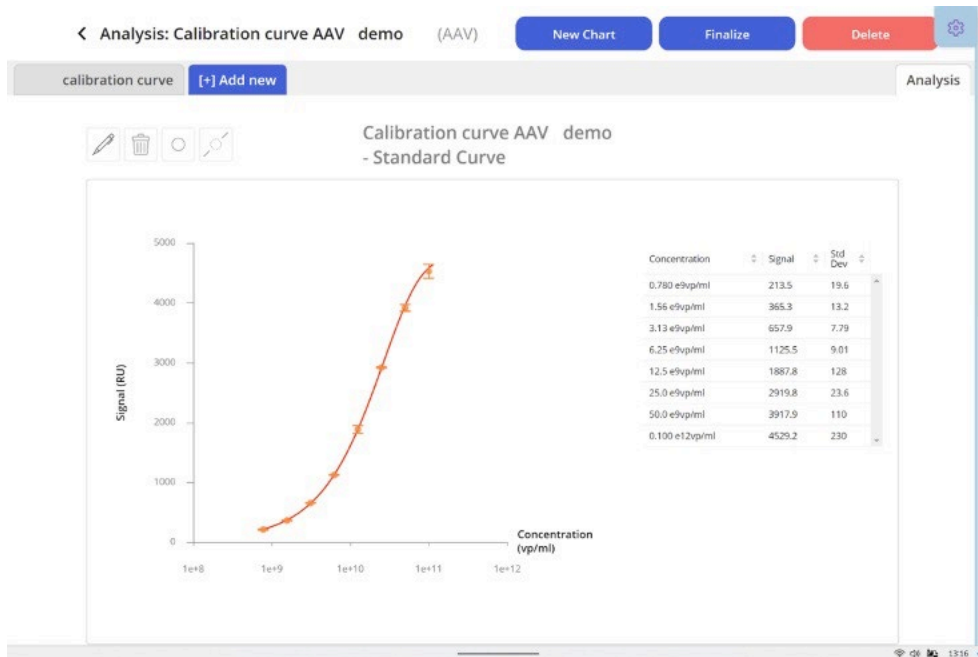 Analysis: Calibration curve AAV demo (AAV) New Chart Finalize Delete
calibration curve [+] Add new Analysis
Calibration curve AAV demo
- Standard Curve
5000
4000
3000
2000
1000
0
Signal (RU)
1e+8 1e+9 1e+10 1e+11 1e+12
Concentration
(vp/ml)
Concentration Signal Std Dev
0.780 e9vp/ml 213.5 19.6
1.56 e9vp/ml 365.3 13.2
3.13 e9vp/ml 657.9 7.79
6.25 e9vp/ml 1125.5 9.01
12.5 e9vp/ml 1887.8 128
25.0 e9vp/ml 2919.8 23.6
50.0 e9vp/ml 3917.9 110
0.100 e12vp/ml 4529.2 230
13:16